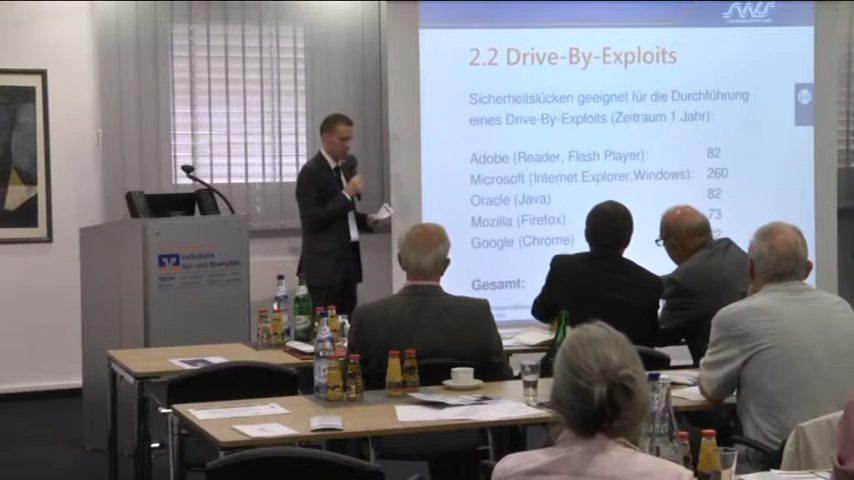 2.2 Drive-By-Exploits
Sicherheitslücken geeignet für die Durchführung
eines Drive-By-Exploits (Zeitraum 1 Jahr):
Adobe (Reader, Flash Player) 82
Microsoft (Internet Explorer,Windows) 260
Oracle (Java) 82
Mozilla (Firefox) 73
Google (Chrome)
Gesamt:
Volksbank